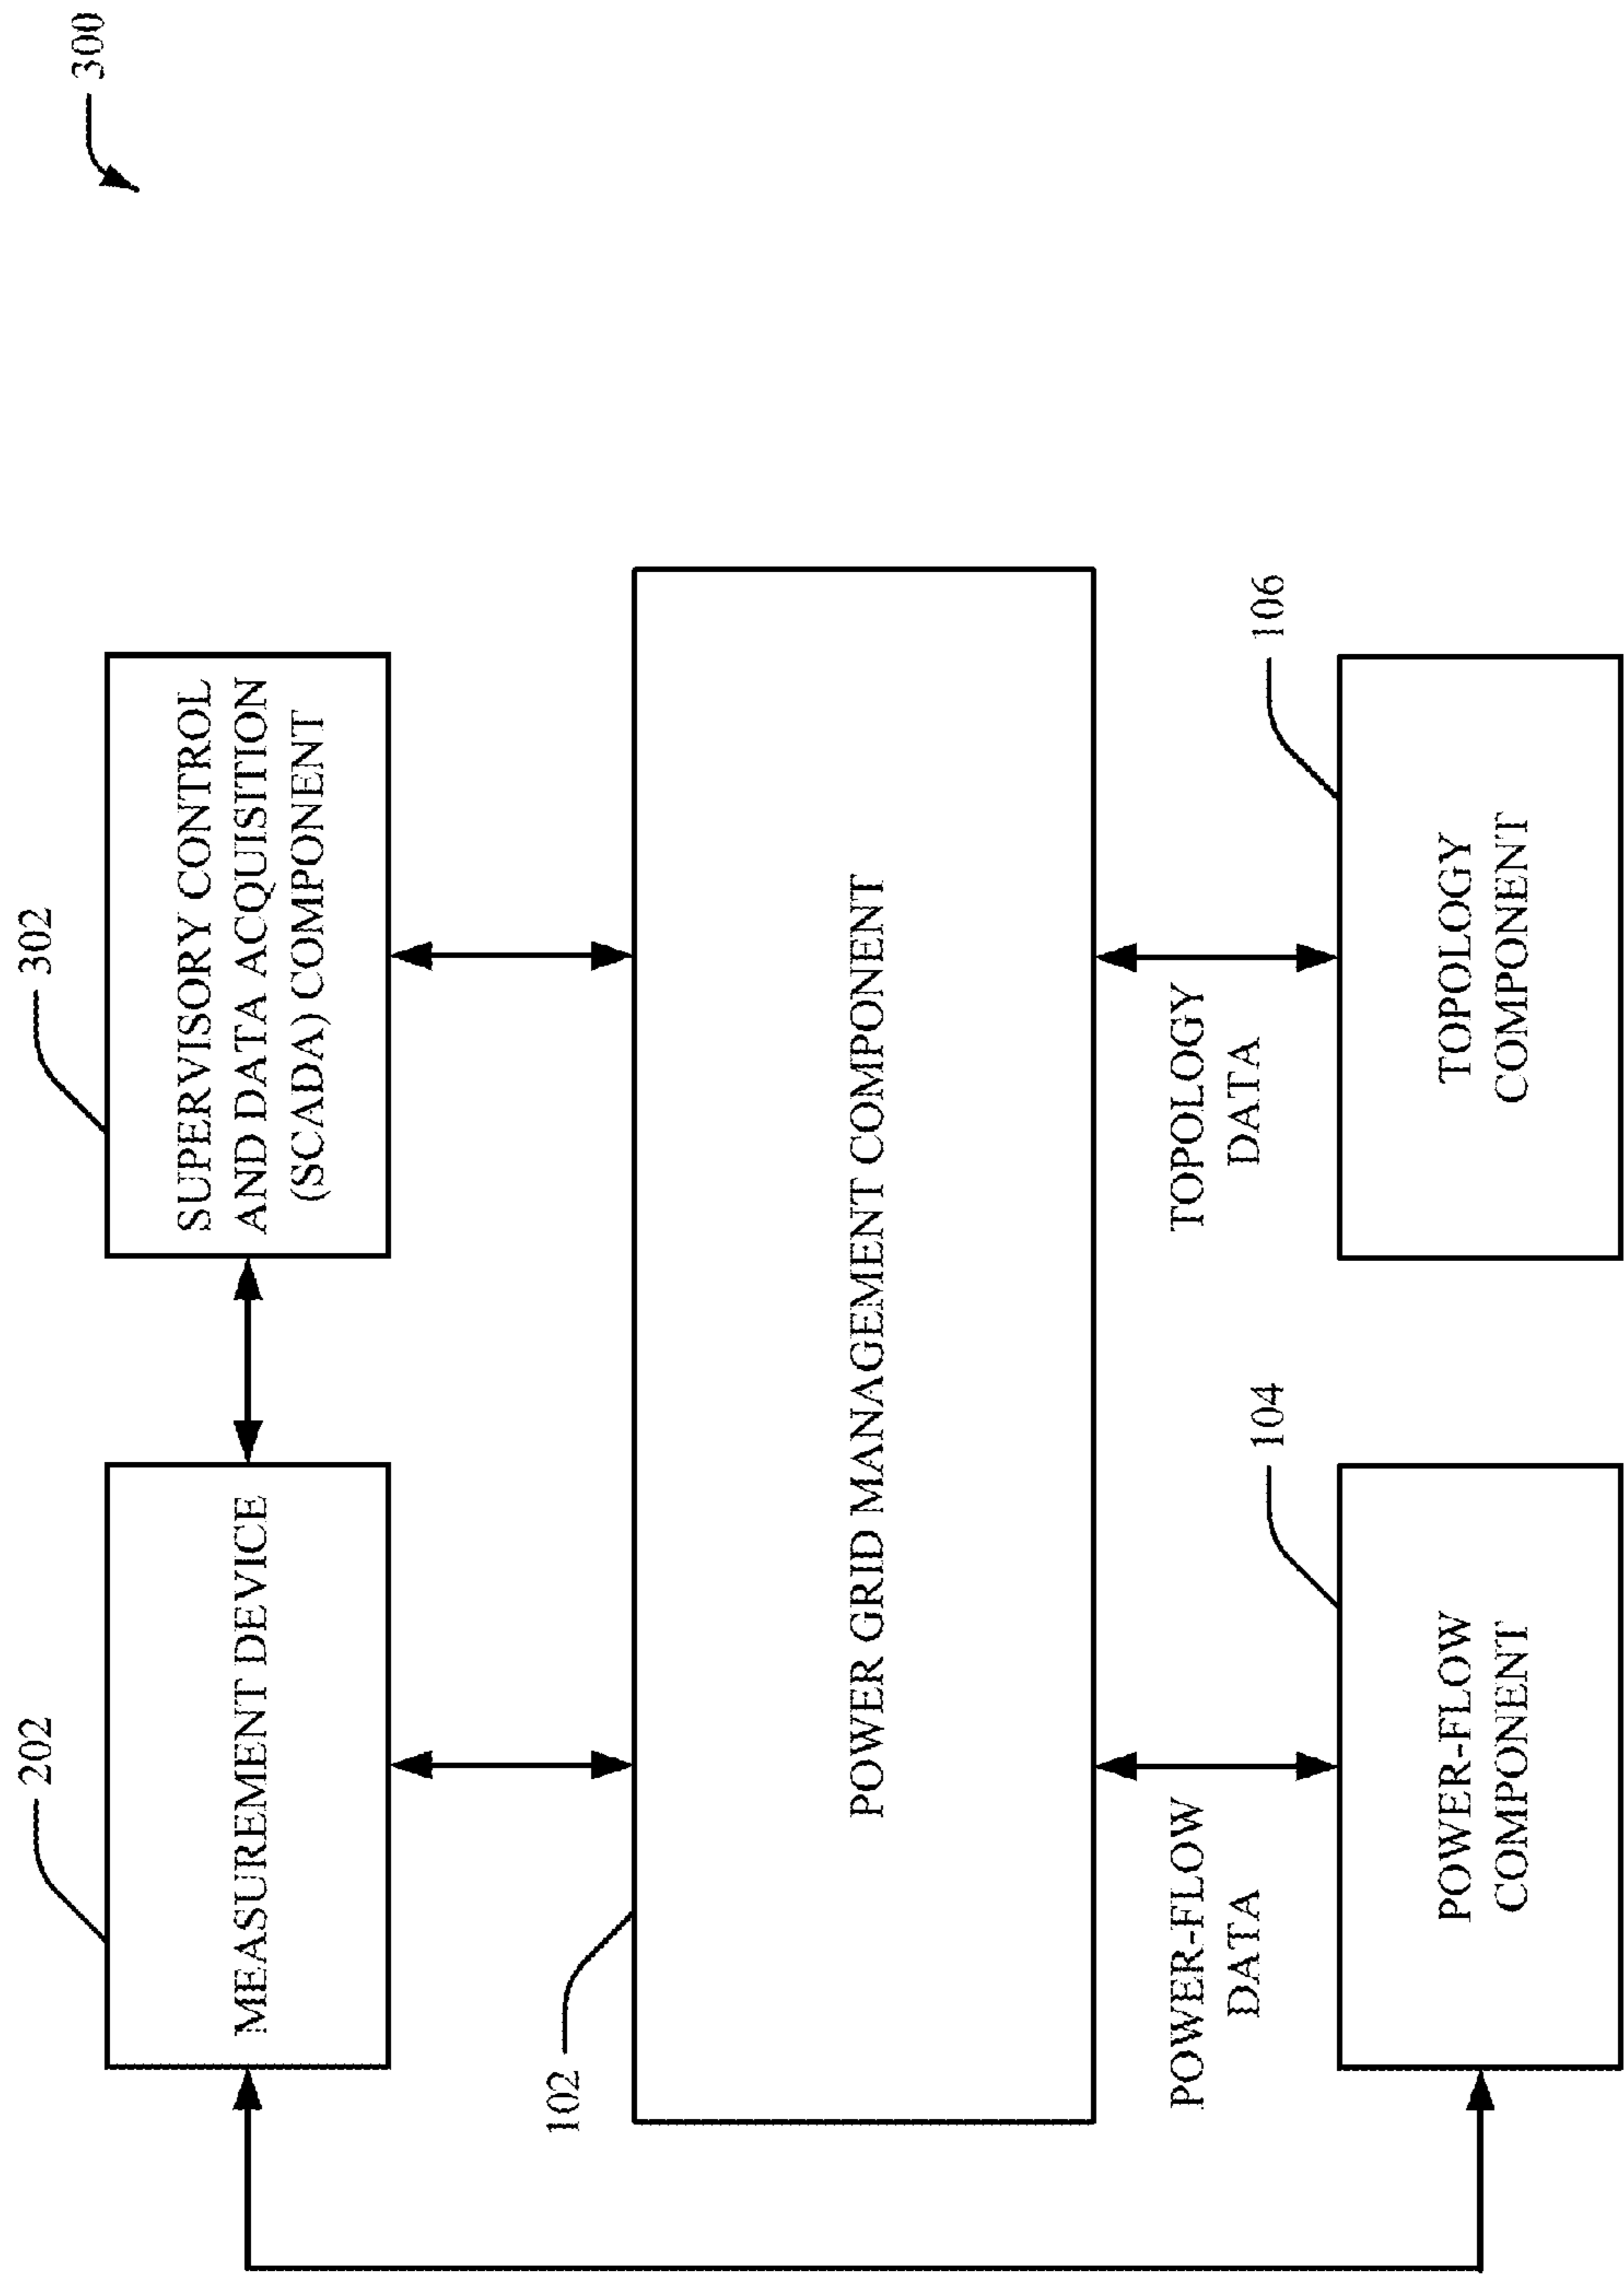 300
202
302
MEASUREMENT DEVICE
SUPERVISORY CONTROL
AND DATA ACQUISITION
(SCADA) COMPONENT
102
POWER GRID MANAGEMENT COMPONENT
POWER-FLOW
DATA
TOPOLOGY
DATA
104
106
POWER-FLOW
COMPONENT
TOPOLOGY
COMPONENT